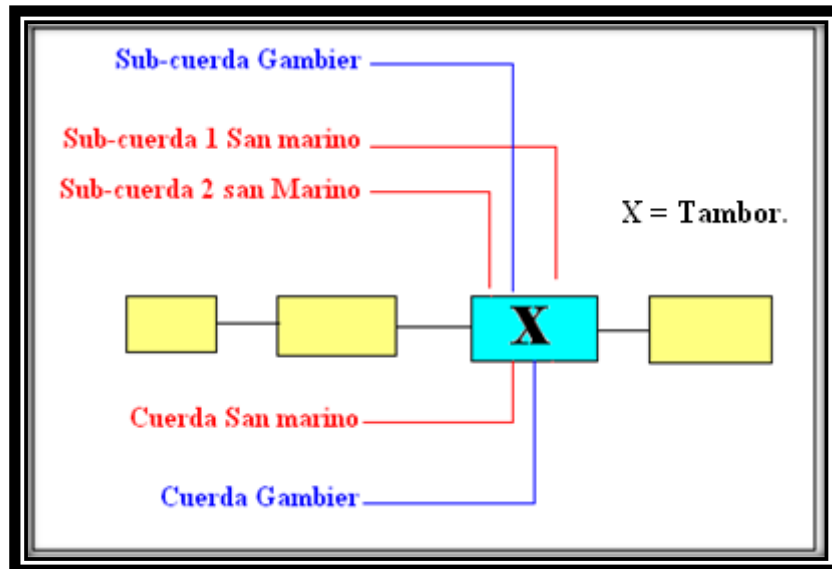 Sub-cuerda Gambier
Sub-cuerda 1 San marino
Sub-cuerda 2 san Marino
X = Tambor.
X
Cuerda San marino
Cuerda Gambier